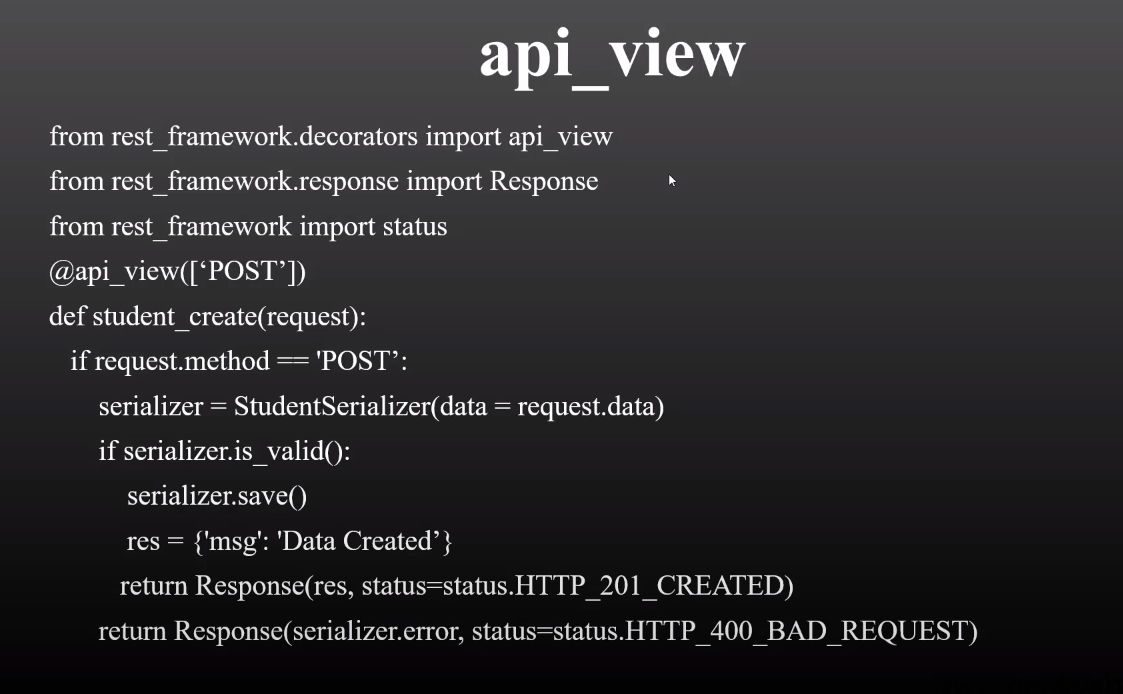 api_view
from rest_framework.decorators import api_view
from rest_framework.response import Response
from rest_framework import status
@api_view([‘POST’])
def student_create(request):
if request.method == 'POST’:
serializer = StudentSerializer(data = request.data)
if serializer.is_valid():
serializer.save()
res = {'msg': 'Data Created’}
return Response(res, status=status.HTTP_201_CREATED)
return Response(serializer.error, status=status.HTTP_400_BAD_REQUEST)